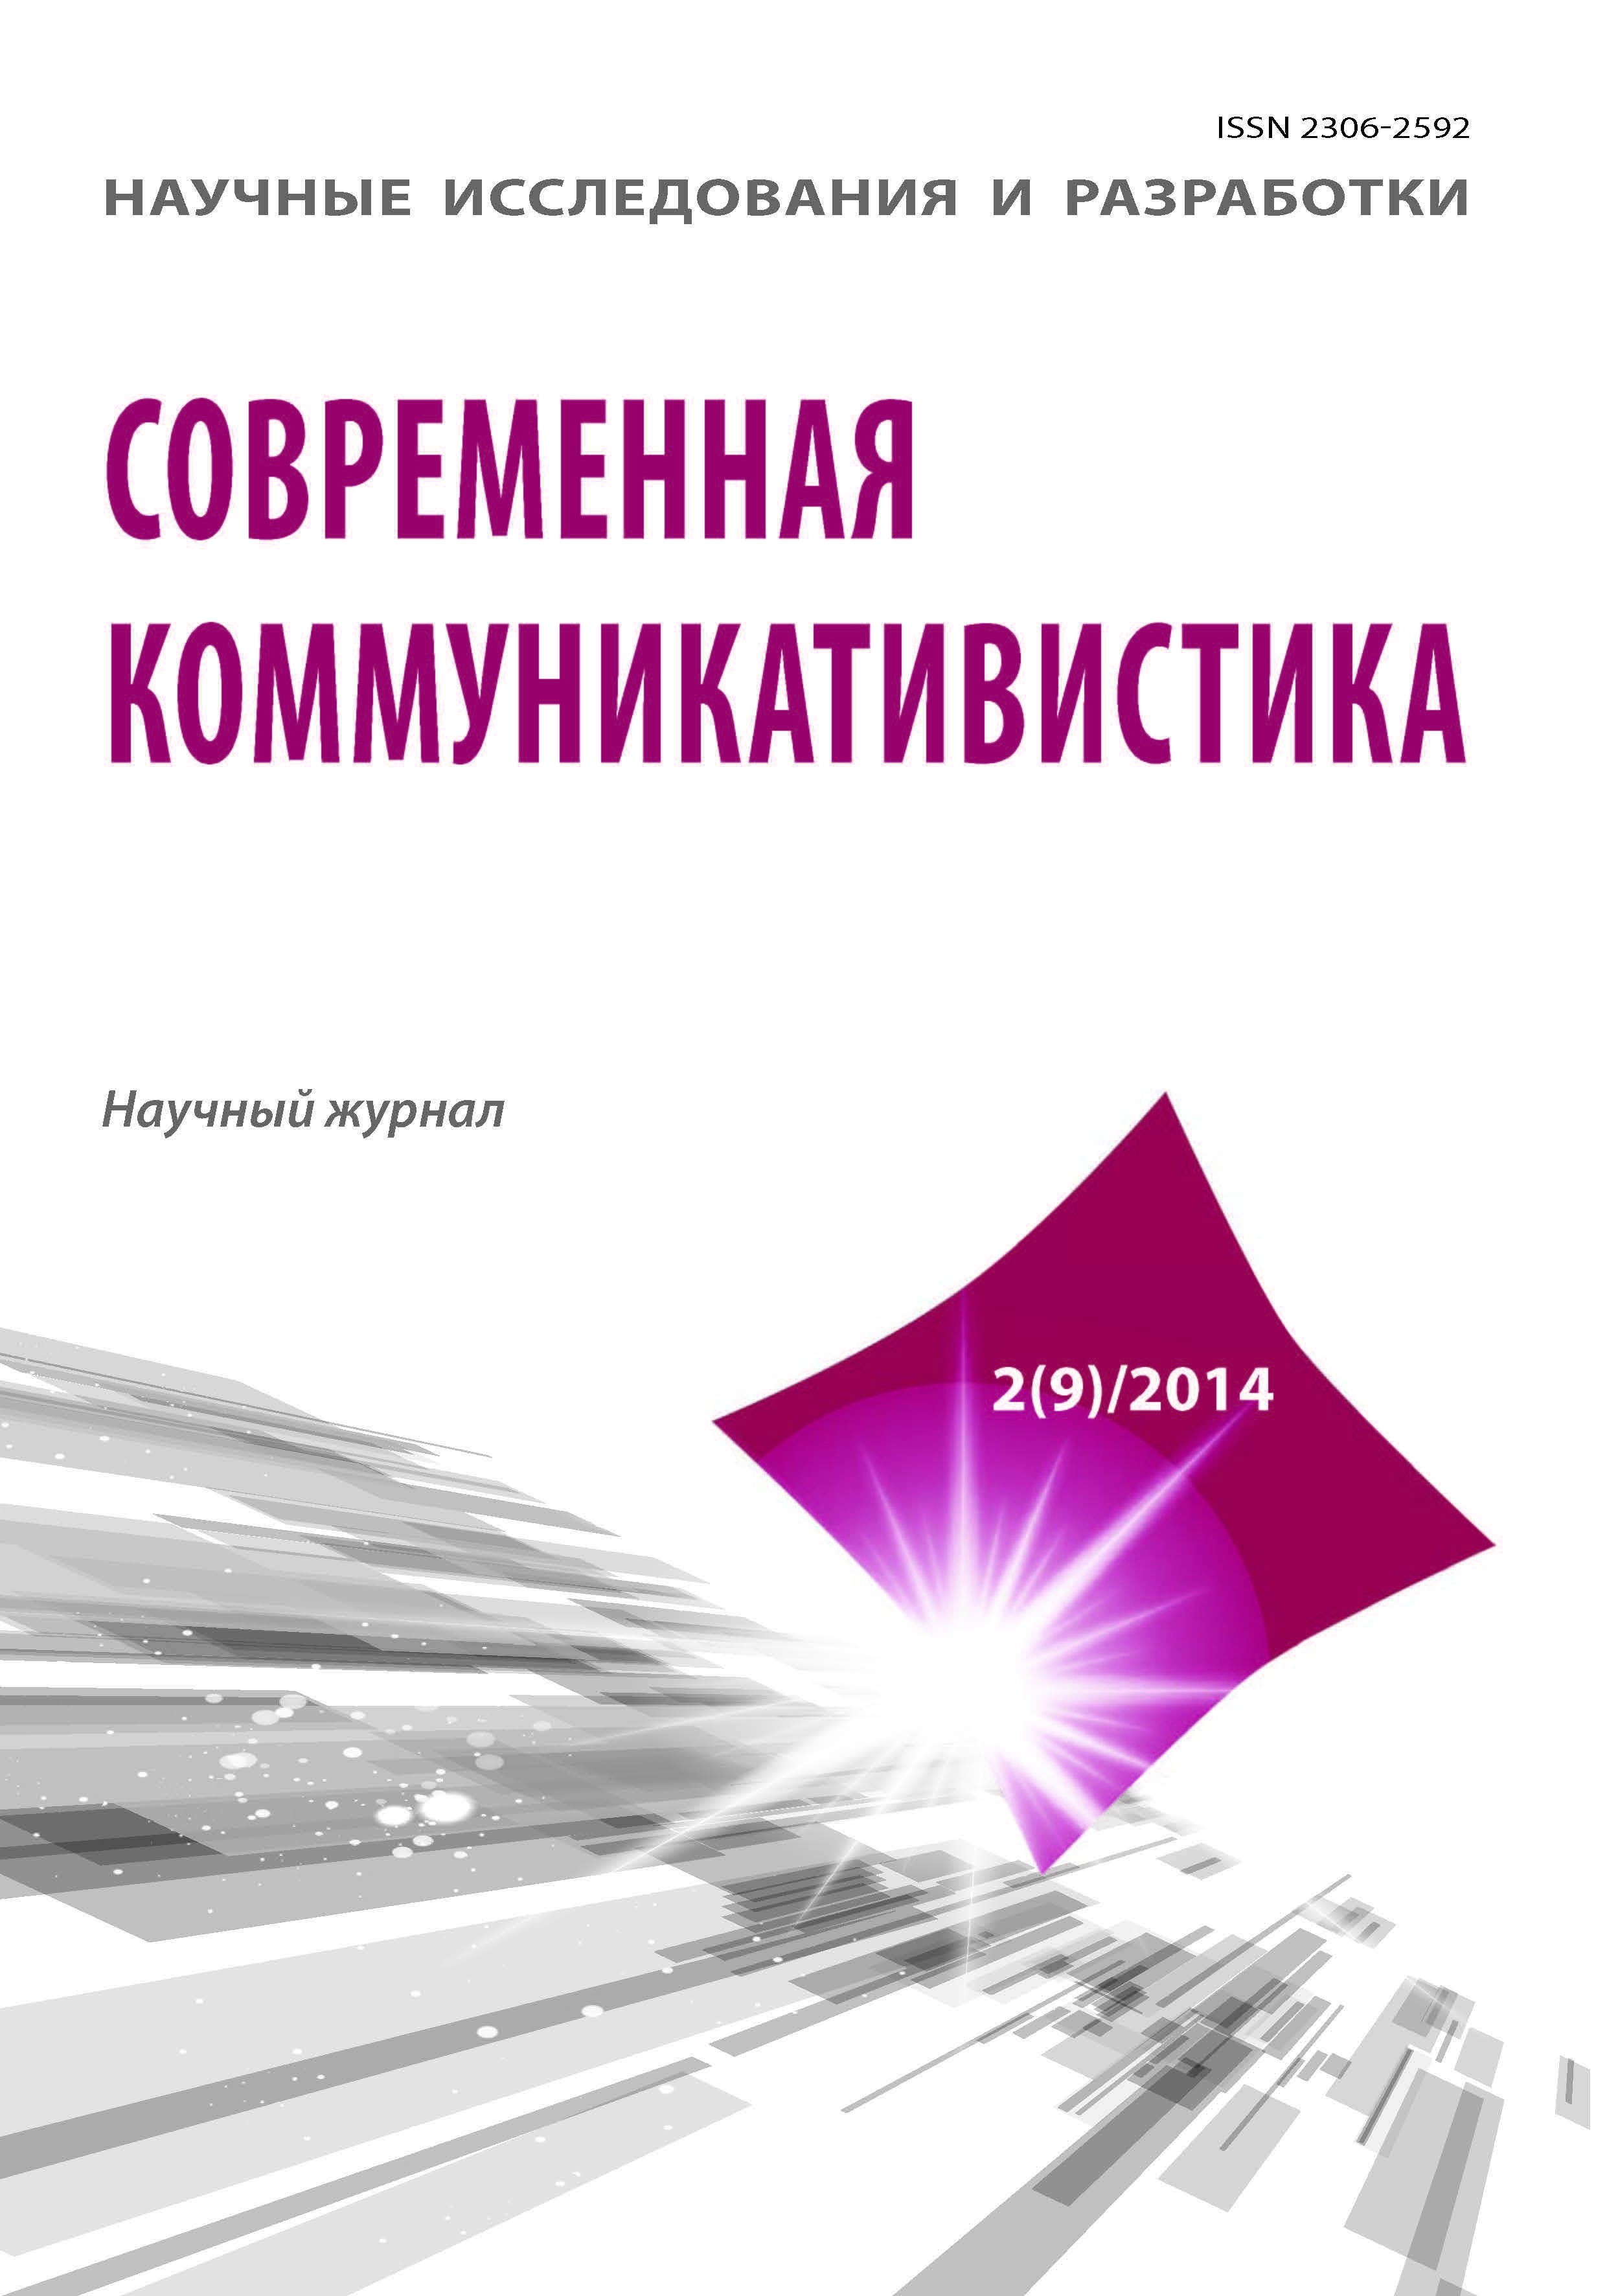 ISSN 2306-2592
НАУЧНЫЕ ИССЛЕДОВАНИЯ И РАЗРАБОТКИ
СОВРЕМЕННАЯ
КОММУНИКАТИВИСТИКА
Научный журнал
2(9)/2014